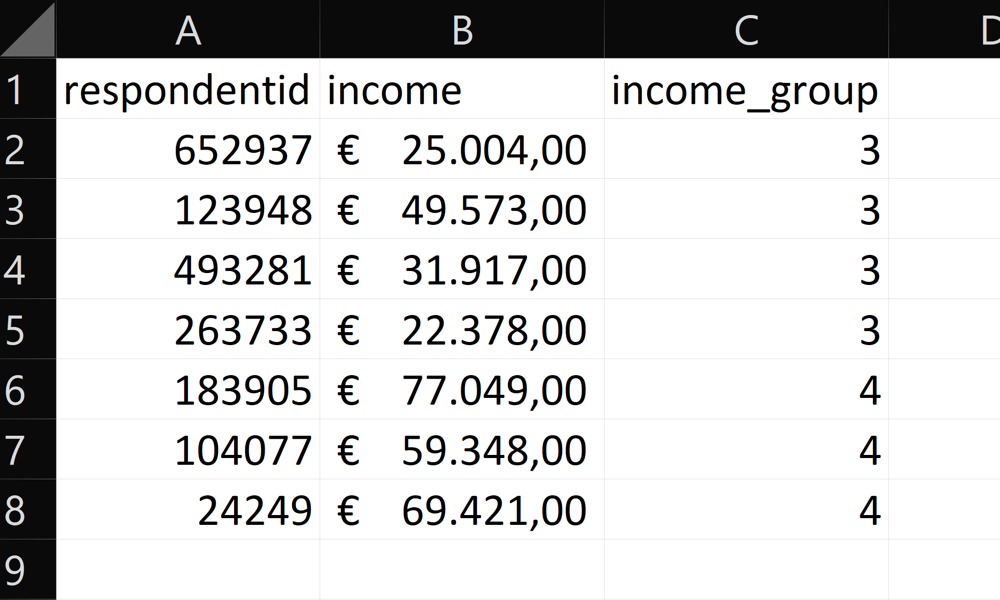 A B C D
1 respondentid income income_group
2 652937 € 25.004,00 3
3 123948 € 49.573,00 3
4 493281 € 31.917,00 3
5 263733 € 22.378,00 3
6 183905 € 77.049,00 4
7 104077 € 59.348,00 4
8 24249 € 69.421,00 4
9